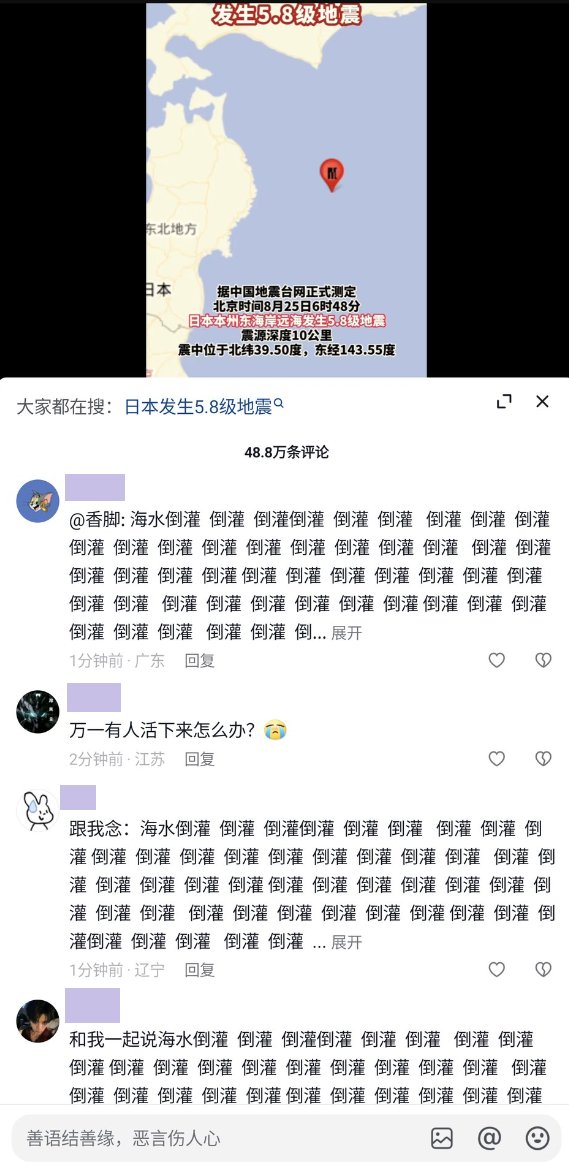 发生5.8级地震
东北地方
日本
据中国地震台网正式测定
北京时间8月25日6时48分
日本本州东海岸远海发生5.8级地震
震源深度10公里
震中位于北纬39.50度，东经143.55度
大家都在搜：日本发生5.8级地震
48.8万条评论
@香脚: 海水倒灌 倒灌 倒灌倒灌 倒灌 倒灌 倒灌 倒灌 倒灌
倒灌 倒灌 倒灌 倒灌 倒灌 倒灌 倒灌 倒灌 倒灌 倒灌 倒灌
倒灌 倒灌 倒灌 倒灌 倒灌 倒灌 倒灌 倒灌 倒灌 倒灌 倒灌
倒灌 倒灌 倒灌 倒灌 倒灌 倒灌 倒灌 倒灌 倒灌 倒灌 倒灌
倒灌 倒灌 倒灌 倒灌 倒灌 倒... 展开
1分钟前 · 广东 回复
万一有人活下来怎么办？😭
2分钟前 · 江苏 回复
跟我念：海水倒灌 倒灌 倒灌倒灌 倒灌 倒灌 倒灌 倒灌 倒
灌 倒灌 倒灌 倒灌 倒灌 倒灌 倒灌 倒灌 倒灌 倒灌 倒灌 倒
灌 倒灌 倒灌 倒灌 倒灌 倒灌 倒灌 倒灌 倒灌 倒灌 倒灌 倒
灌 倒灌 倒灌 倒灌 倒灌 倒灌 倒灌 倒灌 倒灌 倒灌 倒灌 倒
灌倒灌 倒灌 倒灌 倒灌 倒灌 ... 展开
1分钟前 · 辽宁 回复
和我一起说海水倒灌 倒灌 倒灌倒灌 倒灌 倒灌 倒灌 倒灌
倒灌 倒灌 倒灌 倒灌 倒灌 倒灌 倒灌 倒灌 倒灌 倒灌 倒灌
倒灌 倒灌 倒灌 倒灌 倒灌 倒灌 倒灌 倒灌 倒灌 倒灌 倒灌
善语结善缘，恶言伤人心